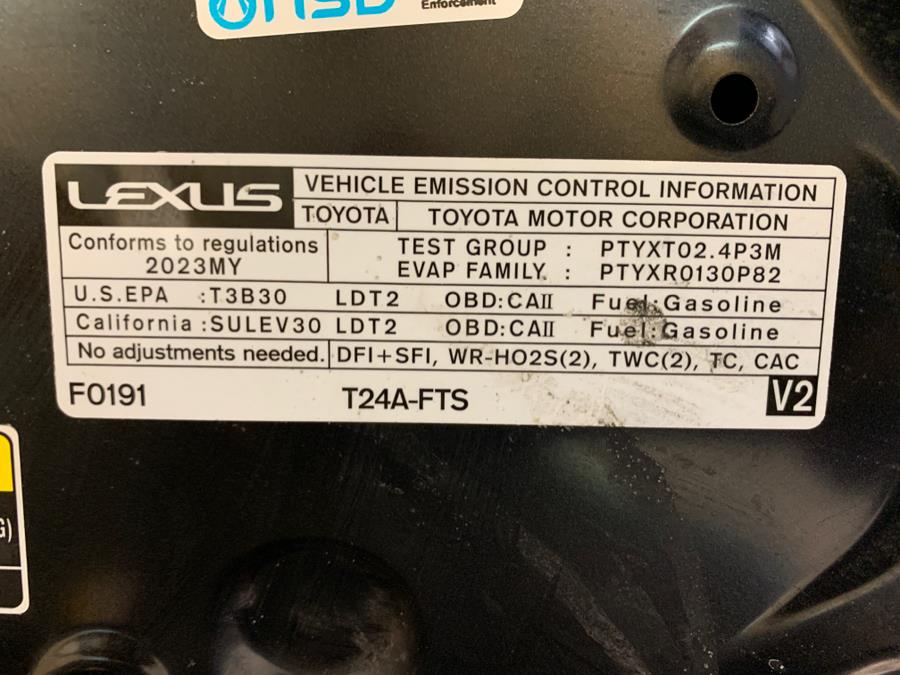 Enforcement
LEXUS
VEHICLE EMISSION CONTROL INFORMATION
TOYOTA TOYOTA MOTOR CORPORATION
Conforms to regulations
2023MY
TEST GROUP : PTYXT02.4P3M
EVAP FAMILY. : PTYXR0130P82
U.S.EPA :T3B30 LDT2 OBD:CAII Fuel:Gasoline
California :SULEV30 LDT2 OBD:CAII Fuel:Gasoline
No adjustments needed. DFI+SFI, WR-HO2S(2), TWC(2), TC, CAC
F0191 T24A-FTS V2
G)